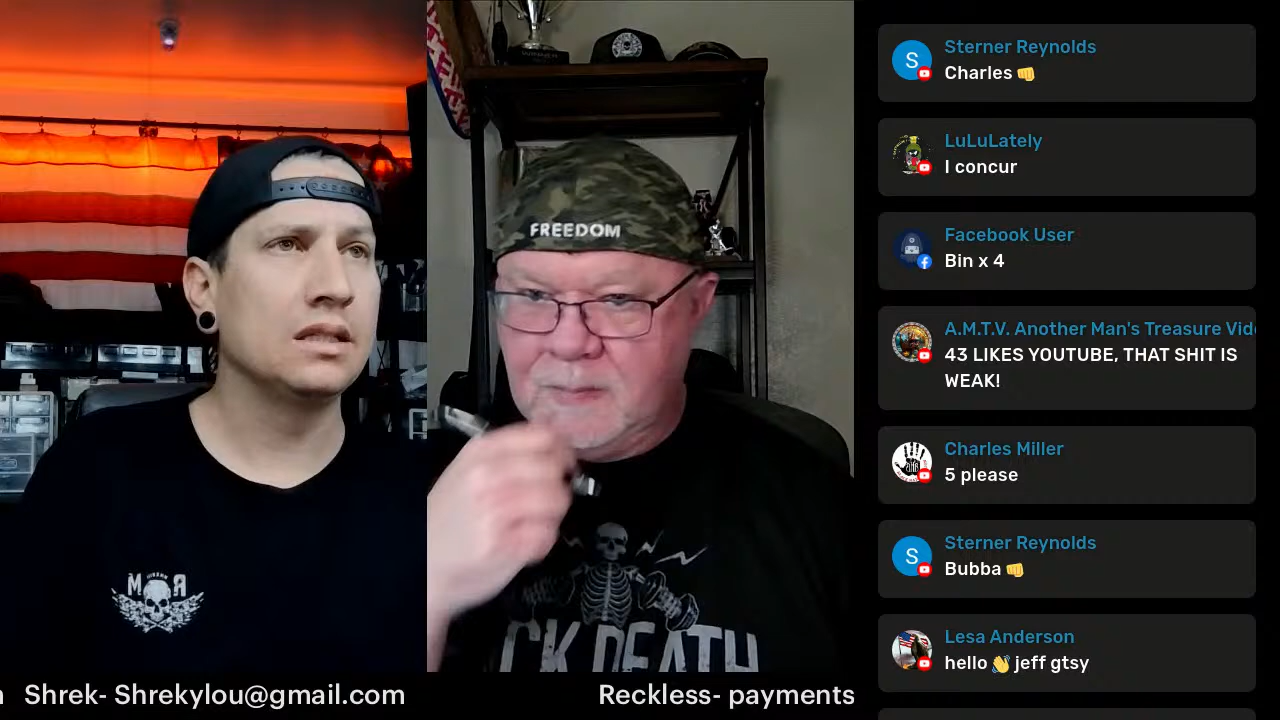 Sterner Reynolds
Charles 👊
LuLuLately
I concur
Facebook User
Bin x 4
A.M.T.V. Another Man's Treasure Vid
43 LIKES YOUTUBE, THAT SHIT IS
WEAK!
Charles Miller
5 please
Sterner Reynolds
Bubba 👊
Lesa Anderson
hello 👋 jeff gtsy
FREEDOM
M R
CK DEATH
Shrek- Shrekylou@gmail.com
Reckless- payments
S
S